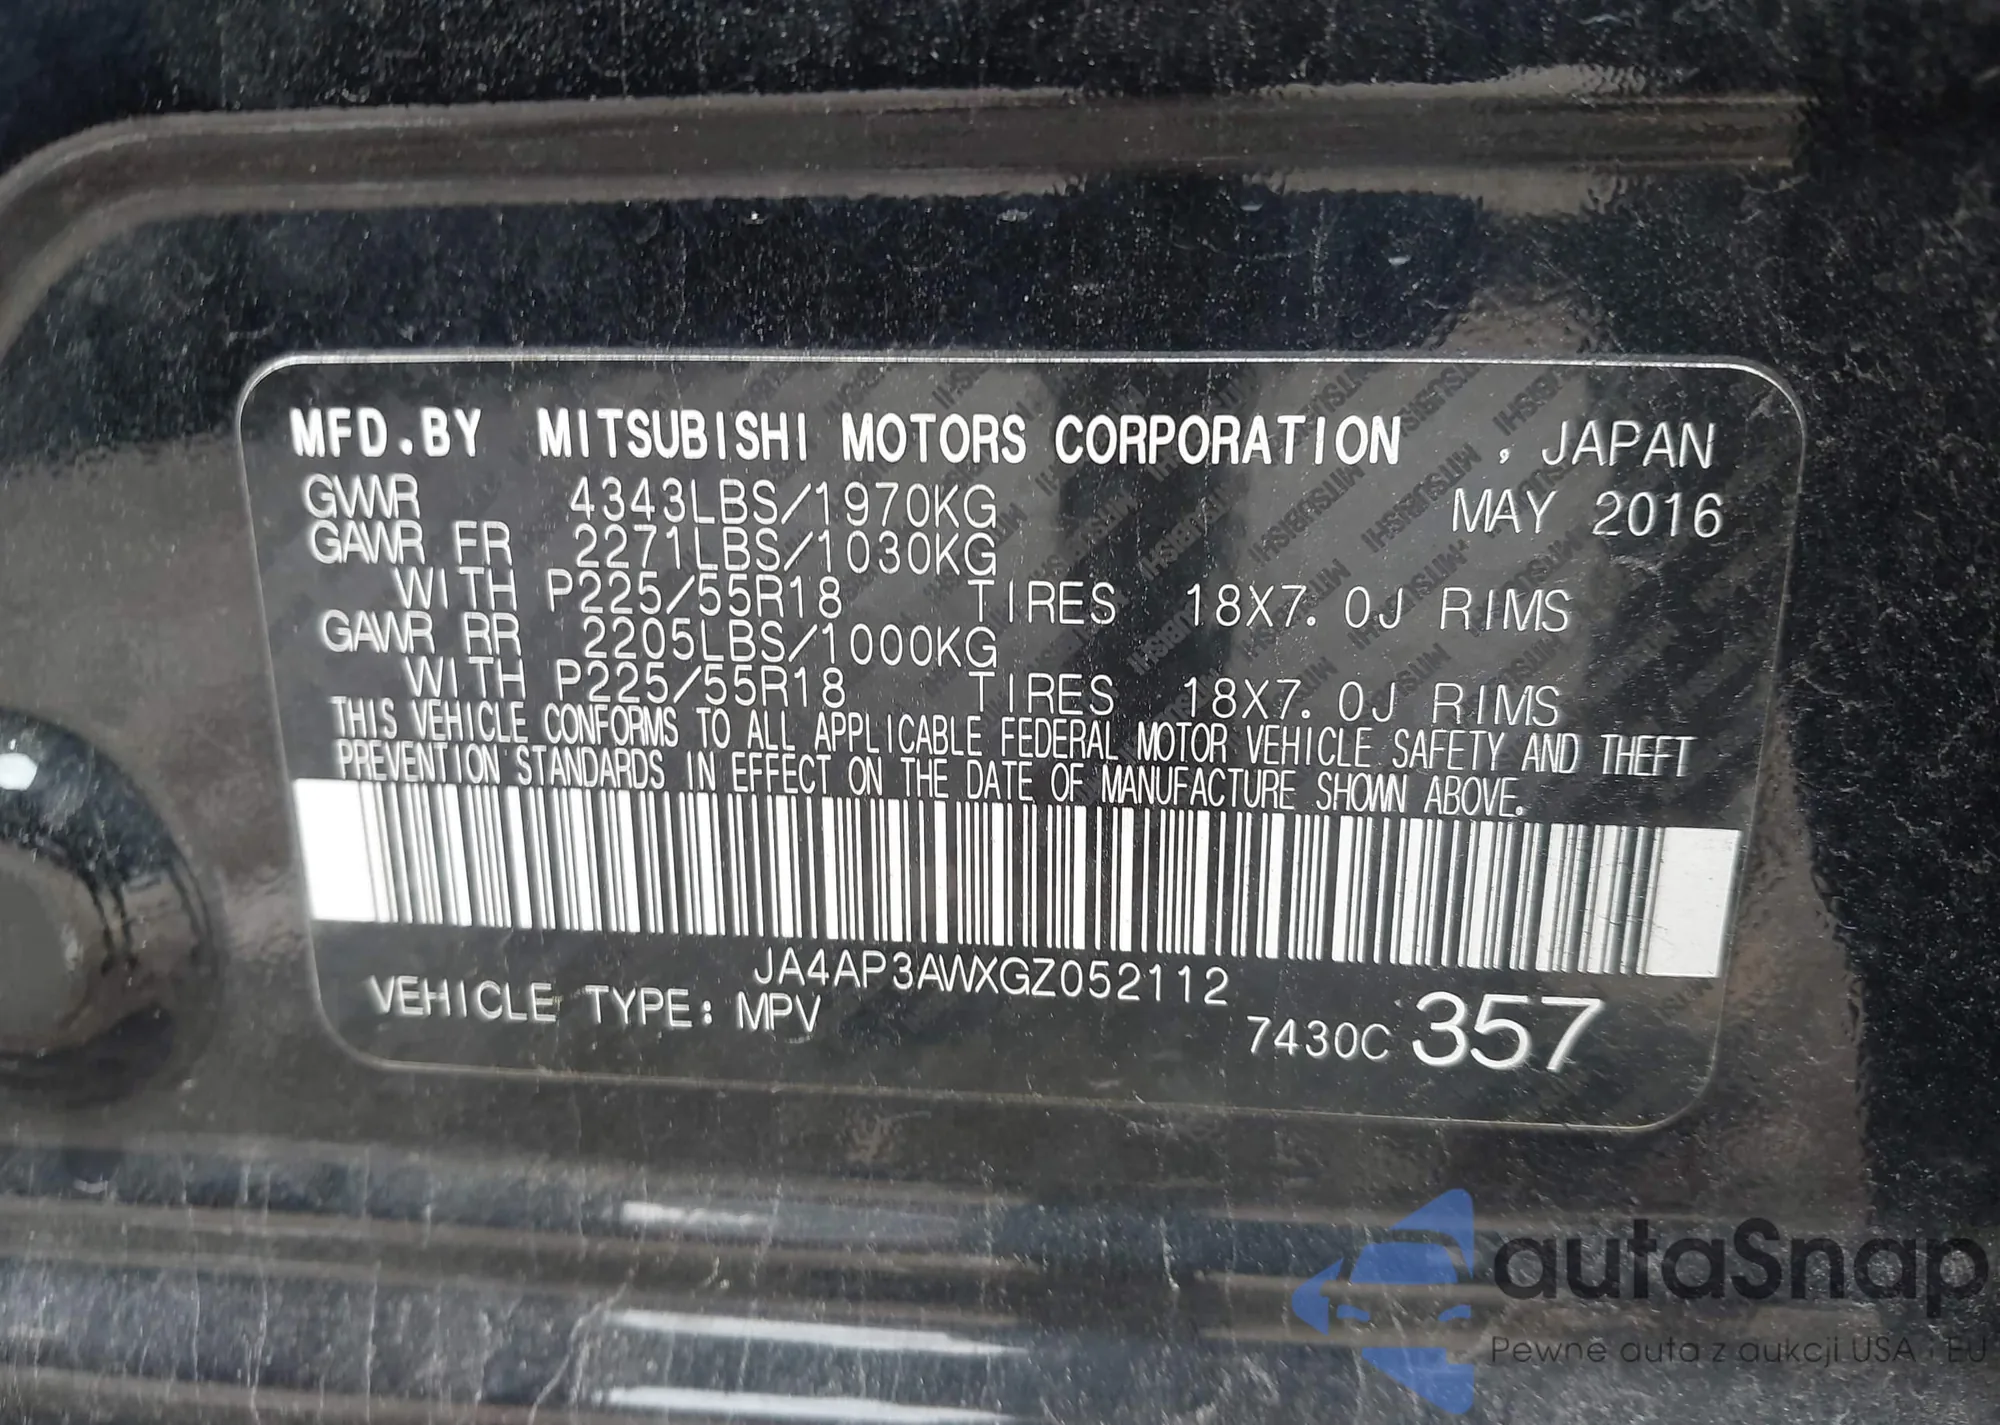 MFD.BY MITSUBISHI MOTORS CORPORATION , JAPAN
GVWR 4343LBS/1970KG MAY 2016
GAWR FR 2271LBS/1030KG
WITH P225/55R18 TIRES 18X7.0J RIMS
GAWR RR 2205LBS/1000KG
WITH P225/55R18 TIRES 18X7.0J RIMS
THIS VEHICLE CONFORMS TO ALL APPLICABLE FEDERAL MOTOR VEHICLE SAFETY AND THEFT
PREVENTION STANDARDS IN EFFECT ON THE DATE OF MANUFACTURE SHOWN ABOVE.
JA4AP3AWXGZ052112
VEHICLE TYPE: MPV
7430C 357
autoSnap
Pewne auta z aukcji USA i EU